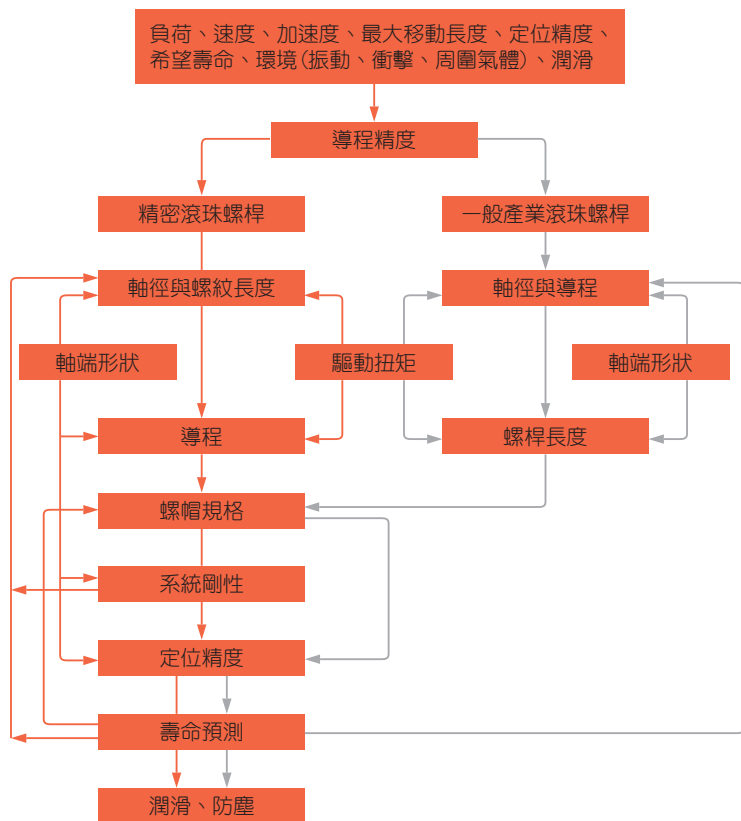 負荷、速度、加速度、最大移動長度、定位精度、
希望壽命、環境(振動、衝擊、周圍氣體)、潤滑
導程精度
精密滾珠螺桿
一般產業滾珠螺桿
軸徑與螺紋長度
軸徑與導程
軸端形狀
驅動扭矩
軸端形狀
導程
螺桿長度
螺帽規格
系統剛性
定位精度
壽命預測
潤滑、防塵